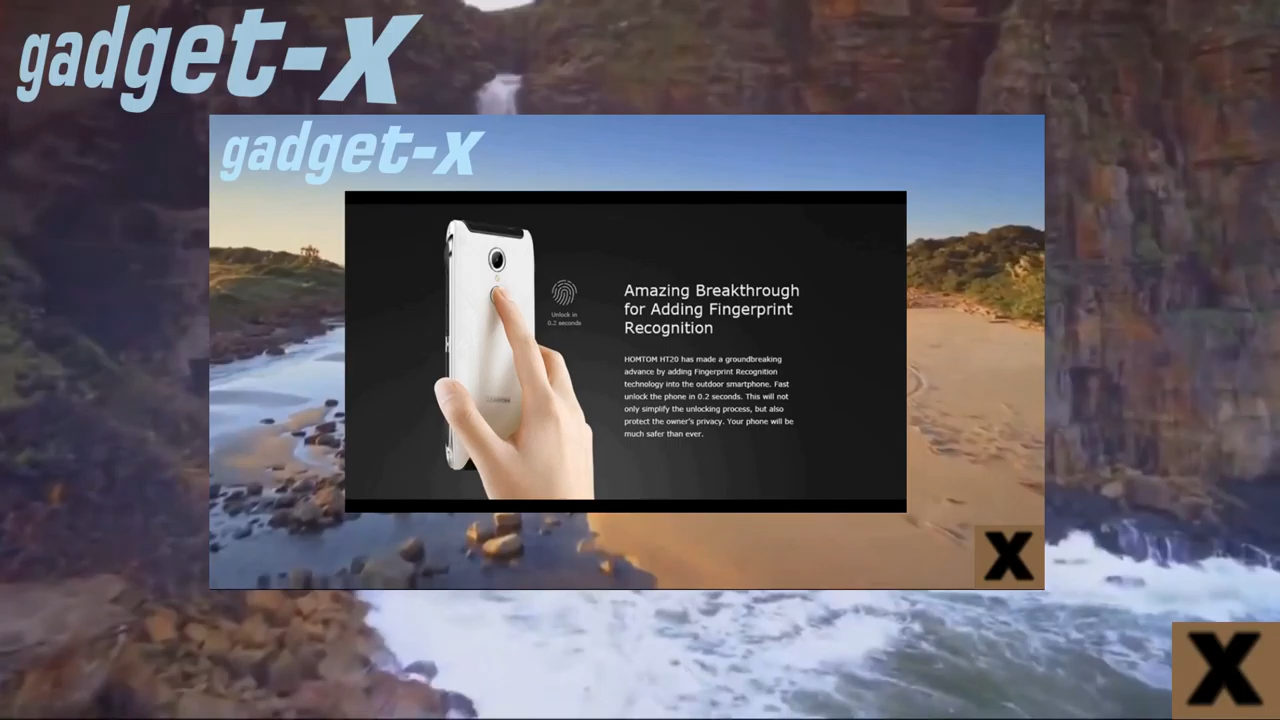 gadget-x
gadget-x
Unlock in
0.2 seconds
Amazing Breakthrough
for Adding Fingerprint
Recognition
HOMTOM HT20 has made a groundbreaking
advance by adding Fingerprint Recognition
technology into the outdoor smartphone. Fast
unlock the phone in 0.2 seconds. This will not
only simplify the unlocking process, but also
protect the owner's privacy. Your phone will be
much safer than ever.
X
X